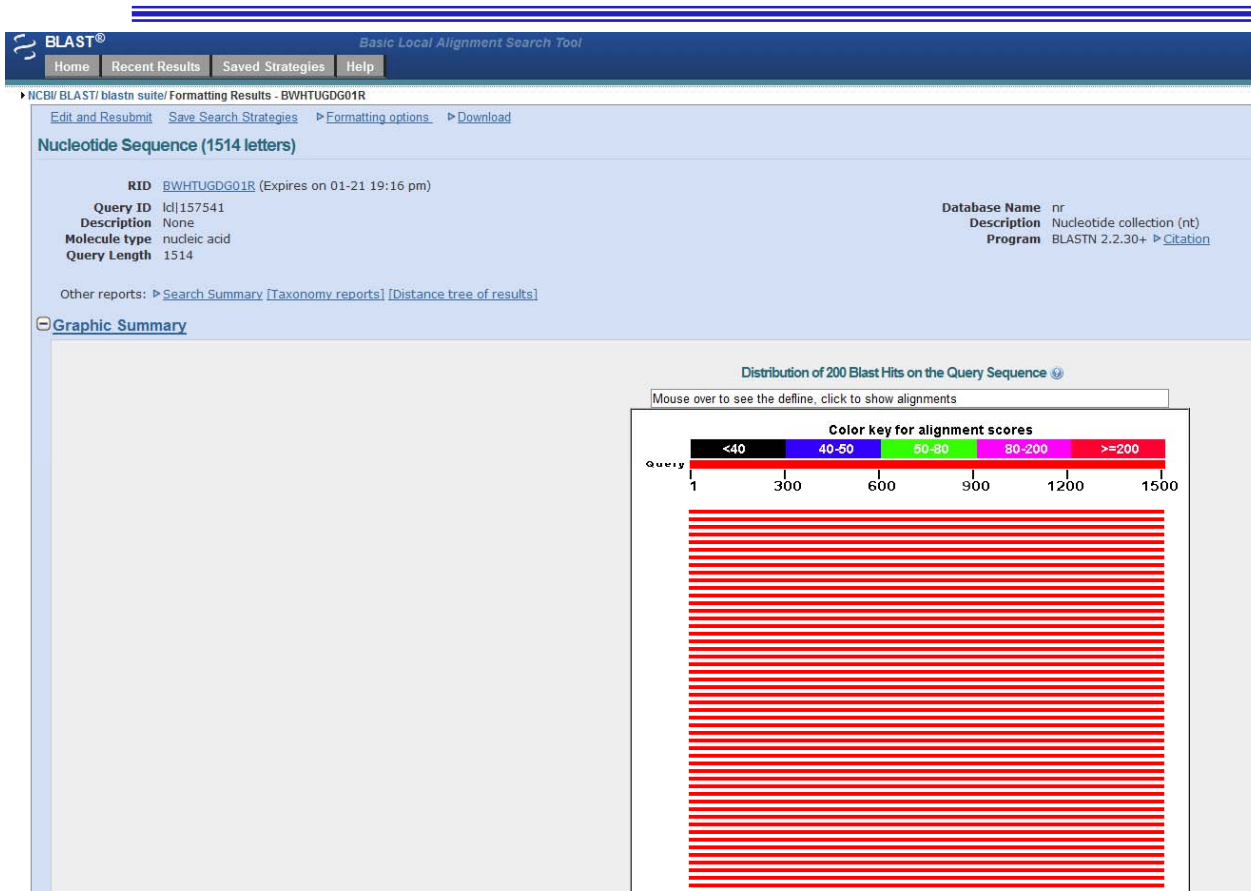 BLAST® Basic Local Alignment Search Tool
Home Recent Results Saved Strategies Help
NCBI/ BLAST/ blastn suite/ Formatting Results - BWHTUGDG01R
Edit and Resubmit Save Search Strategies Formatting options Download
Nucleotide Sequence (1514 letters)
RID BWHTUGDG01R (Expires on 01-21 19:16 pm)
Query ID lcl|157541
Description None
Molecule type nucleic acid
Query Length 1514
Database Name nr
Description Nucleotide collection (nt)
Program BLASTN 2.2.30+ Citation
Other reports: Search Summary [Taxonomy reports] [Distance tree of results]
Graphic Summary
Distribution of 200 Blast Hits on the Query Sequence
Mouse over to see the defline, click to show alignments
Color key for alignment scores
<40 40-50 50-80 80-200 >=200
Query
1 300 600 900 1200 1500